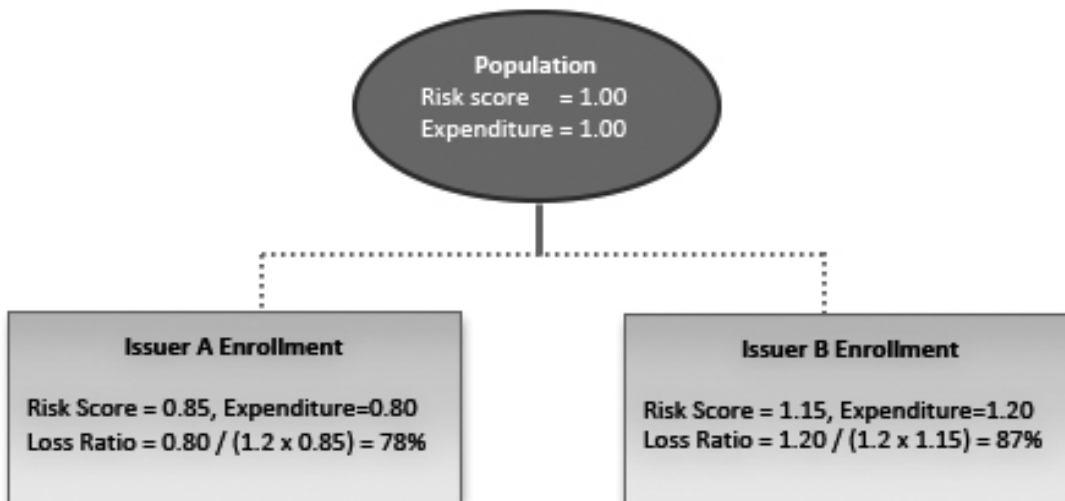 Population
Risk score = 1.00
Expenditure = 1.00
Issuer A Enrollment
Risk Score = 0.85, Expenditure=0.80
Loss Ratio = 0.80 / (1.2 x 0.85) = 78%
Issuer B Enrollment
Risk Score = 1.15, Expenditure=1.20
Loss Ratio = 1.20 / (1.2 x 1.15) = 87%